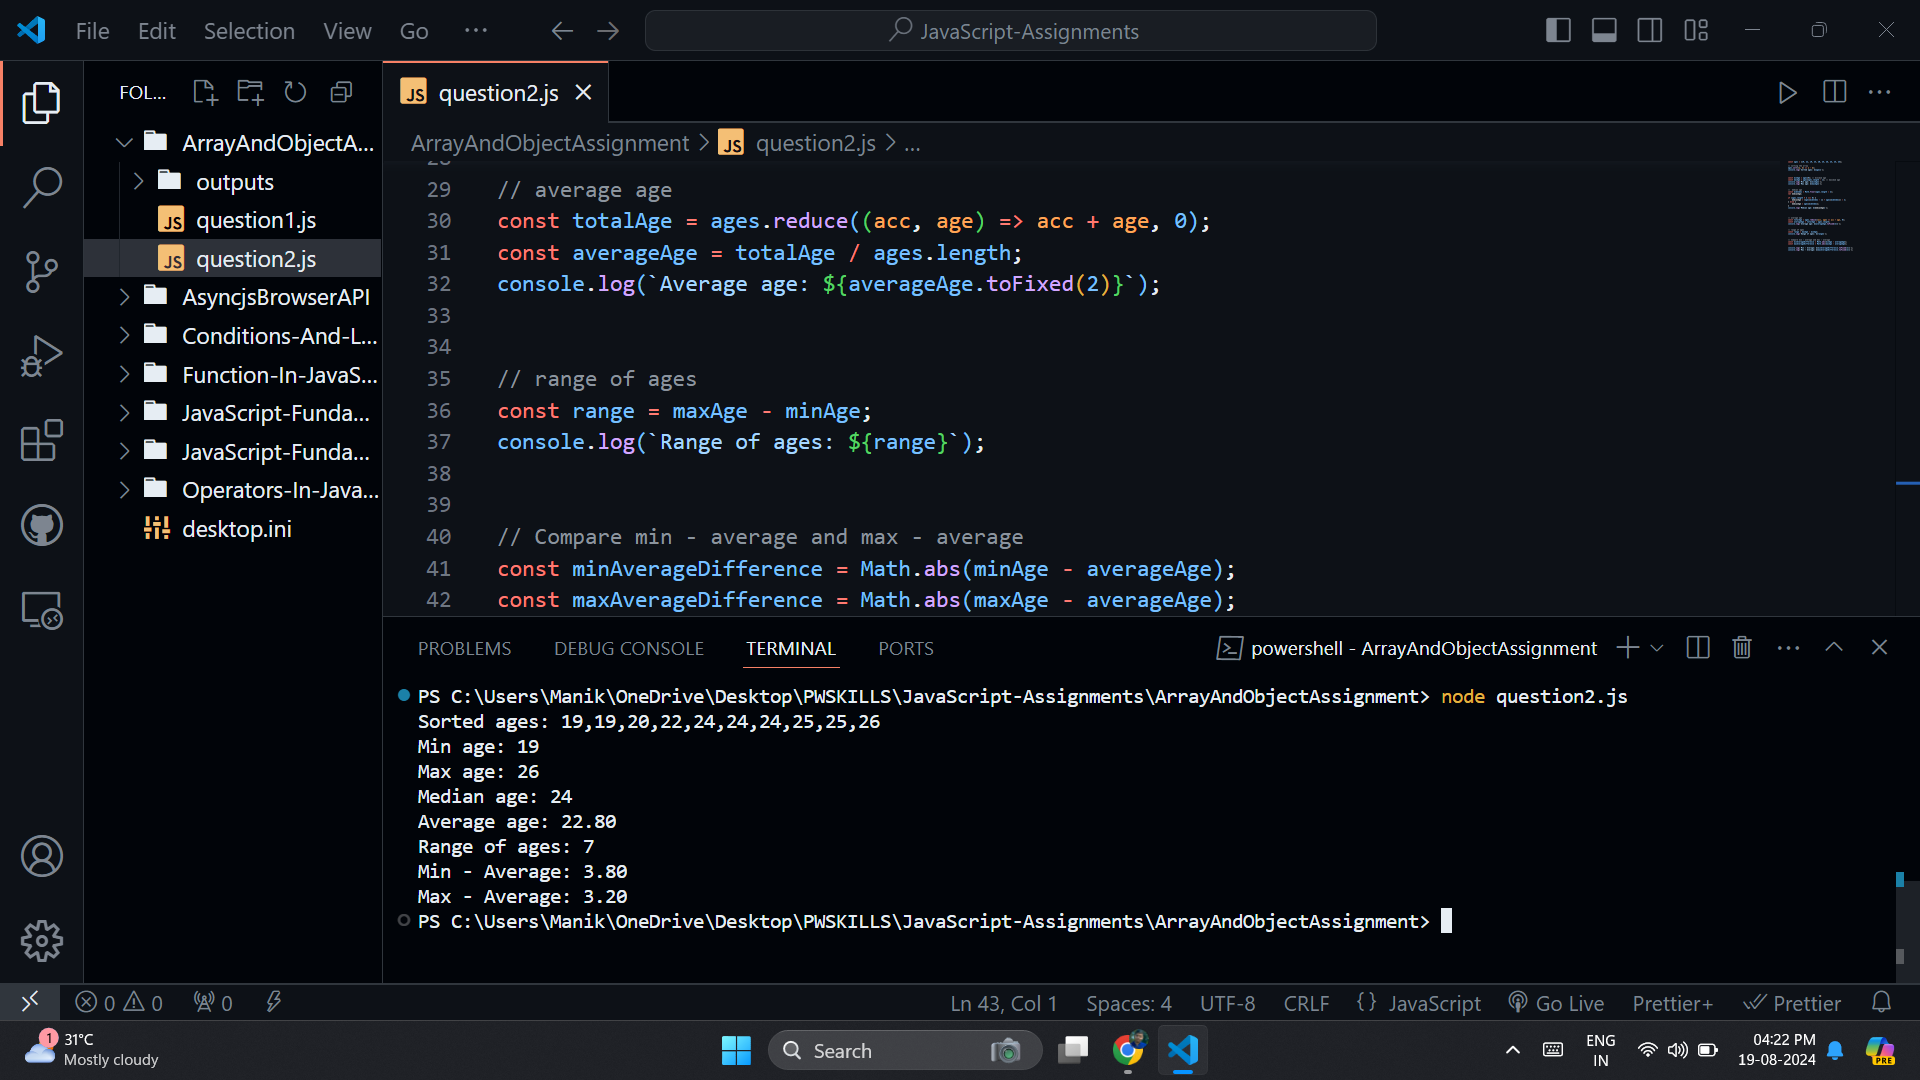 File Edit Selection View Go ···
JavaScript-Assignments
FOL...
ArrayAndObjectA...
outputs
question1.js
question2.js
AsyncjsBrowserAPI
Conditions-And-L...
Function-In-JavaS...
JavaScript-Funda...
JavaScript-Funda...
Operators-In-Java...
desktop.ini
JS question2.js
ArrayAndObjectAssignment > JS question2.js > ...
29 // average age
30 const totalAge = ages.reduce((acc, age) => acc + age, 0);
31 const averageAge = totalAge / ages.length;
32 console.log(`Average age: ${averageAge.toFixed(2)}`);
33
34
35 // range of ages
36 const range = maxAge - minAge;
37 console.log(`Range of ages: ${range}`);
38
39
40 // Compare min - average and max - average
41 const minAverageDifference = Math.abs(minAge - averageAge);
42 const maxAverageDifference = Math.abs(maxAge - averageAge);
PROBLEMS DEBUG CONSOLE TERMINAL PORTS
powershell - ArrayAndObjectAssignment
PS C:\Users\Manik\OneDrive\Desktop\PWSKILLS\JavaScript-Assignments\ArrayAndObjectAssignment> node question2.js
Sorted ages: 19,19,20,22,24,24,24,25,25,26
Min age: 19
Max age: 26
Median age: 24
Average age: 22.80
Range of ages: 7
Min - Average: 3.80
Max - Average: 3.20
PS C:\Users\Manik\OneDrive\Desktop\PWSKILLS\JavaScript-Assignments\ArrayAndObjectAssignment>
0 0 0
Ln 43, Col 1 Spaces: 4 UTF-8 CRLF {} JavaScript Go Live Prettier+ Prettier
1
31°C
Mostly cloudy
Search
ENG
IN
04:22 PM
19-08-2024
PRE